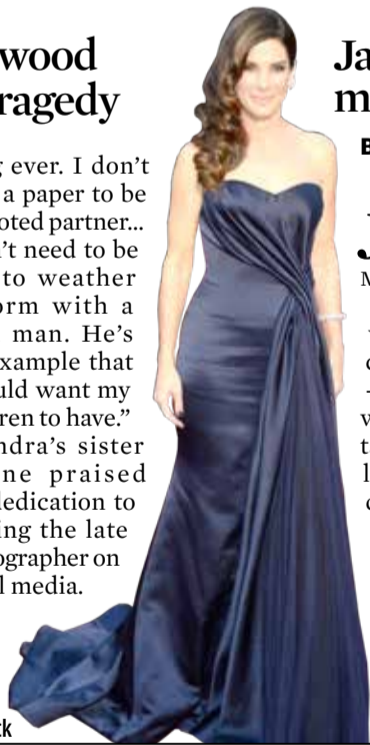 wood
ragedy
g ever. I don't
a paper to be
oted partner...
't need to be
to weather
orm with a
man. He's
xample that
uld want my
ren to have."
ndra's sister
ne praised
dedication to
ing the late
ographer on
l media.
ck
Ja
m
B
J
M